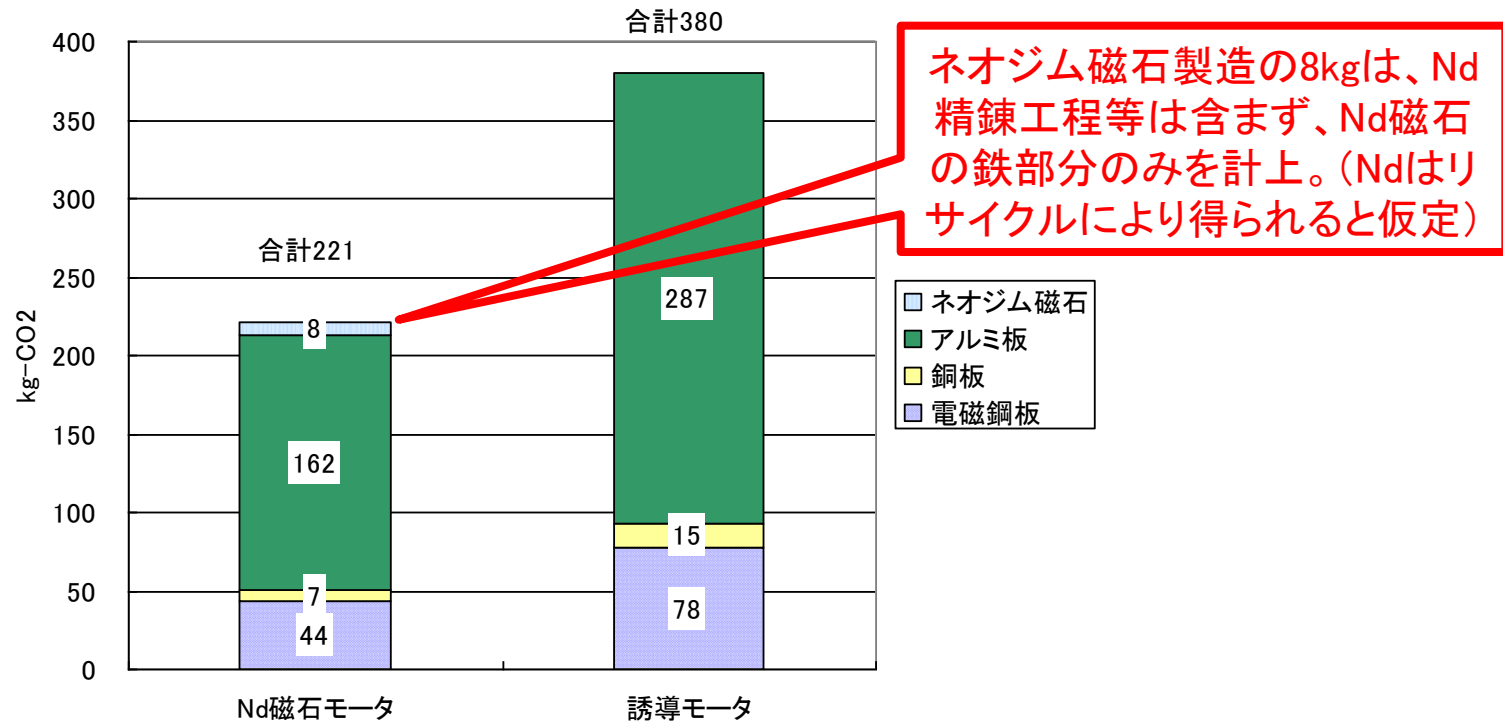 合計380
400
350
300
250
200
150
100
50
0
kg-CO2
合計221
8
162
7
44
287
15
78
Nd磁石モータ
誘導モータ
ネオジム磁石製造の8kgは、Nd
精錬工程等は含まず、Nd磁石
の鉄部分のみを計上。(Ndはリ
サイクルにより得られると仮定)
ネオジム磁石
アルミ板
銅板
電磁鋼板